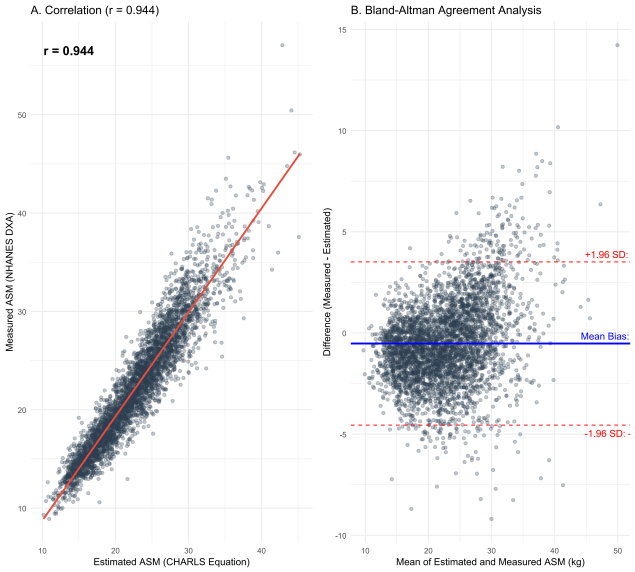 A. Correlation (r = 0.944)
r = 0.944
50
40
30
20
10
10
20
30
40
Measured ASM (NHANES DXA)
Estimated ASM (CHARLS Equation)
B. Bland-Altman Agreement Analysis
15
10
5
0
-5
-10
10
20
30
40
50
Difference (Measured - Estimated)
Mean of Estimated and Measured ASM (kg)
+1.96 SD:
Mean Bias:
-1.96 SD: -